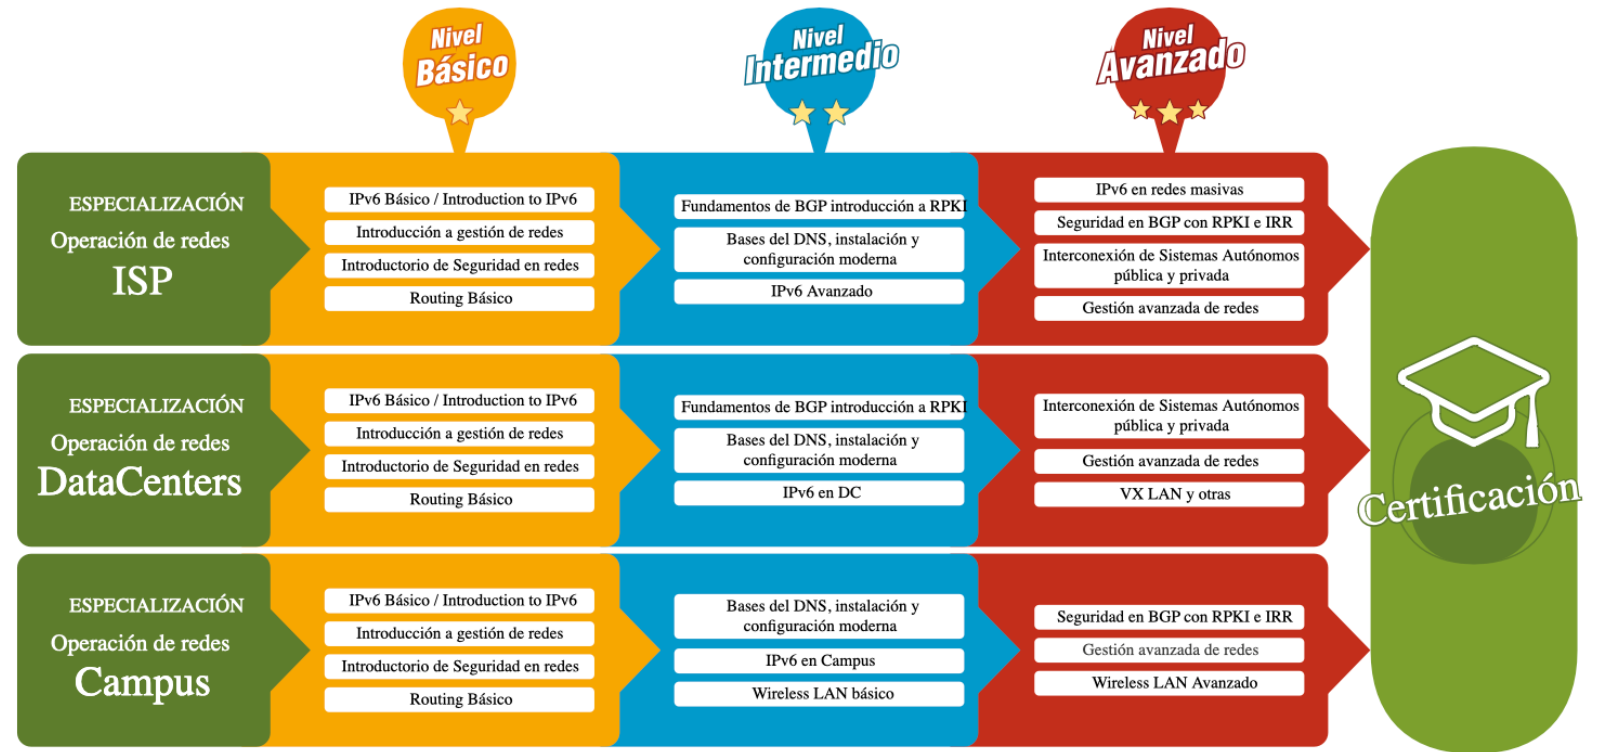 Nivel
Básico
Nivel
Intermedio
Nivel
Avanzado
ESPECIALIZACIÓN
Operación de redes
ISP
IPv6 Básico / Introduction to IPv6
Introducción a gestión de redes
Introductorio de Seguridad en redes
Routing Básico
Fundamentos de BGP introducción a RPKI
Bases del DNS, instalación y
configuración moderna
IPv6 Avanzado
IPv6 en redes masivas
Seguridad en BGP con RPKI e IRR
Interconexión de Sistemas Autónomos
pública y privada
Gestión avanzada de redes
ESPECIALIZACIÓN
Operación de redes
DataCenters
IPv6 Básico / Introduction to IPv6
Introducción a gestión de redes
Introductorio de Seguridad en redes
Routing Básico
Fundamentos de BGP introducción a RPKI
Bases del DNS, instalación y
configuración moderna
IPv6 en DC
Interconexión de Sistemas Autónomos
pública y privada
Gestión avanzada de redes
VX LAN y otras
ESPECIALIZACIÓN
Operación de redes
Campus
IPv6 Básico / Introduction to IPv6
Introducción a gestión de redes
Introductorio de Seguridad en redes
Routing Básico
Bases del DNS, instalación y
configuración moderna
IPv6 en Campus
Wireless LAN básico
Seguridad en BGP con RPKI e IRR
Gestión avanzada de redes
Wireless LAN Avanzado
Certificación